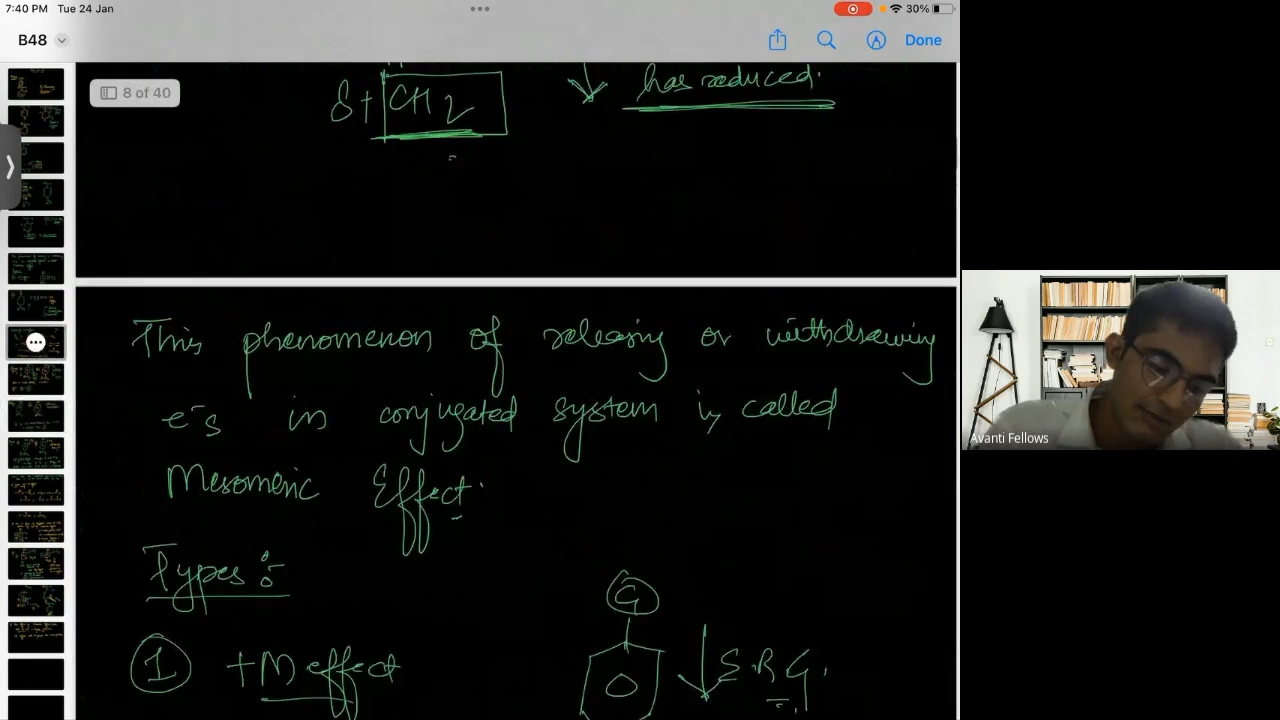 7:40 PM Tue 24 Jan
30%
B48
Done
8 of 40
δ+ CH2
has reduced.
This phenomenon of releasing or withdrawing
e-s in conjugated system is called
Mesomeric Effect.
Types :-
G
1 +M effect
E.R.G.
Avanti Fellows